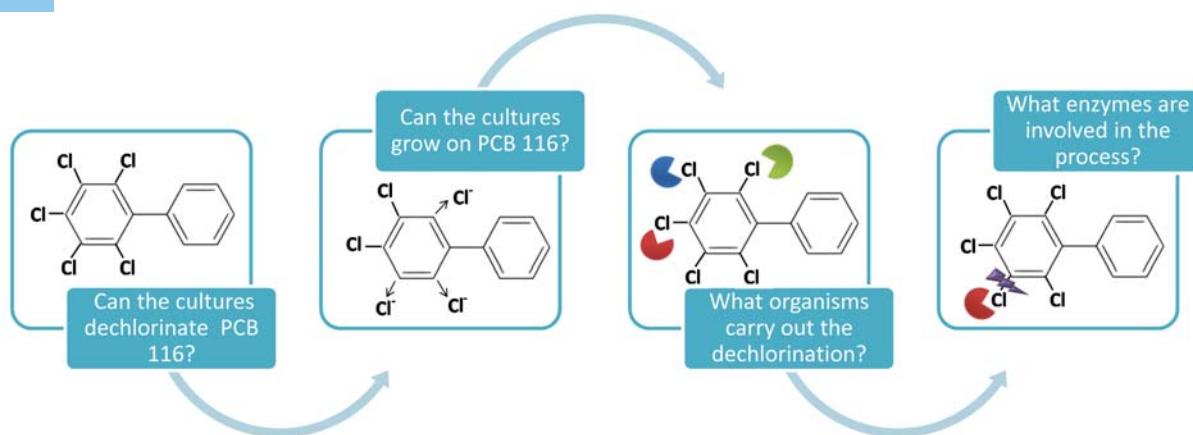 Cl
Cl
Cl
Cl
Cl
Can the cultures
dechlorinate PCB
116?
Can the cultures
grow on PCB 116?
Cl
Cl⁻
Cl
Cl⁻
Cl⁻
Cl
Cl
Cl
Cl
Cl
What organisms
carry out the
dechlorination?
What enzymes are
involved in the
process?
Cl
Cl
Cl
Cl
Cl